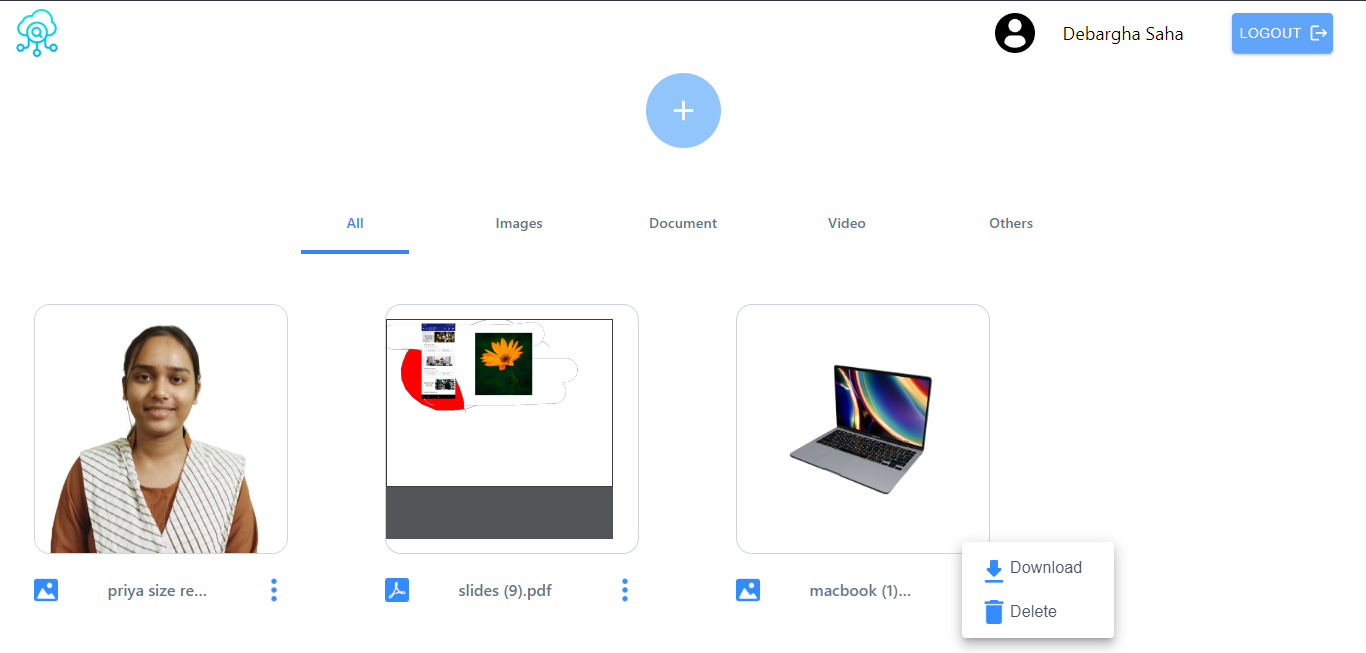 Debargha Saha
LOGOUT
All
Images
Document
Video
Others
priya size re...
slides (9).pdf
macbook (1)...
Download
Delete